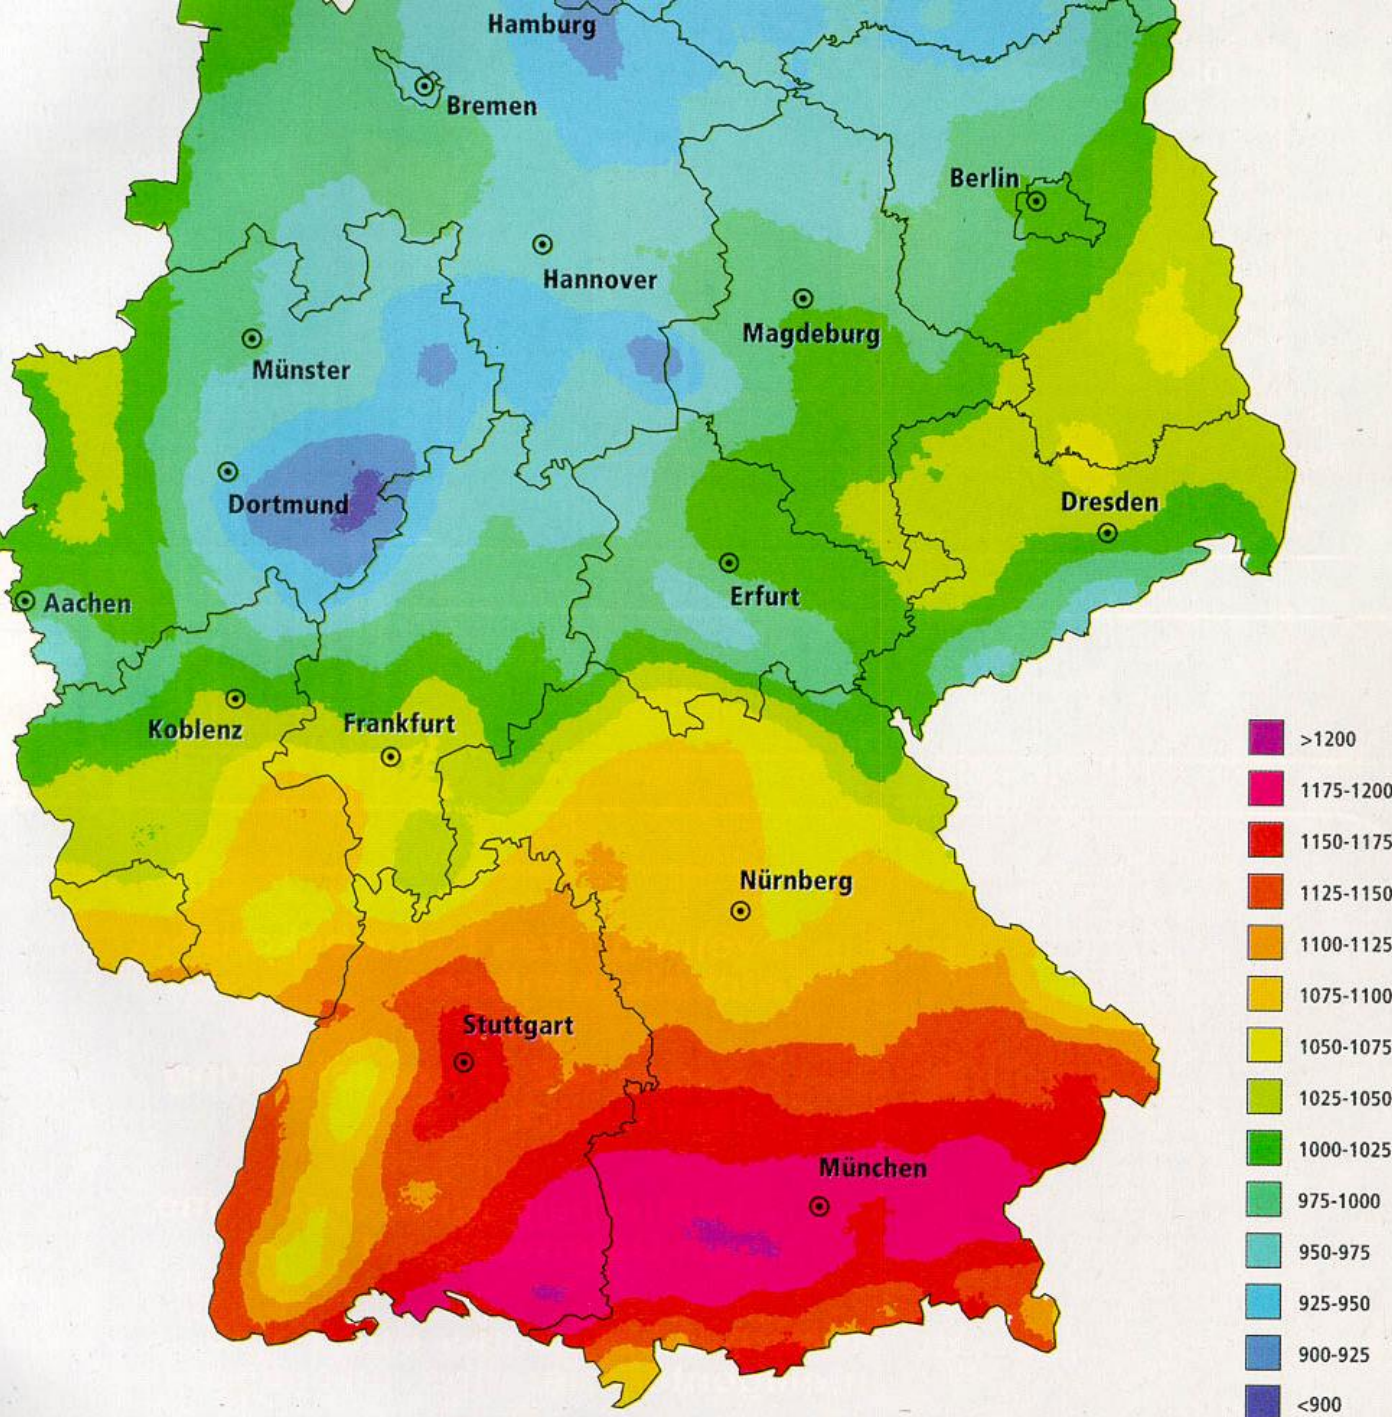 Hamburg
Bremen
Berlin
Hannover
Magdeburg
Münster
Dortmund
Dresden
Aachen
Erfurt
Koblenz
Frankfurt
Nürnberg
Stuttgart
München
>1200
1175-1200
1150-1175
1125-1150
1100-1125
1075-1100
1050-1075
1025-1050
1000-1025
975-1000
950-975
925-950
900-925
<900